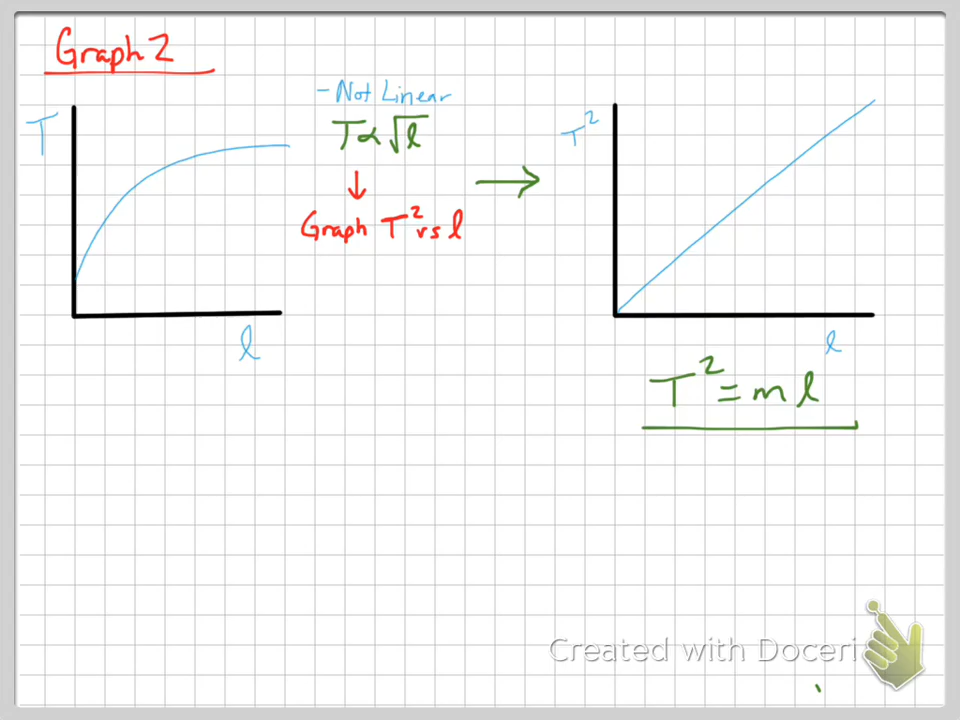 Graph 2
T
l
- Not Linear
T ∝ √l
↓
Graph T² vs l
→
T²
l
T² = m l
Created with Doceri